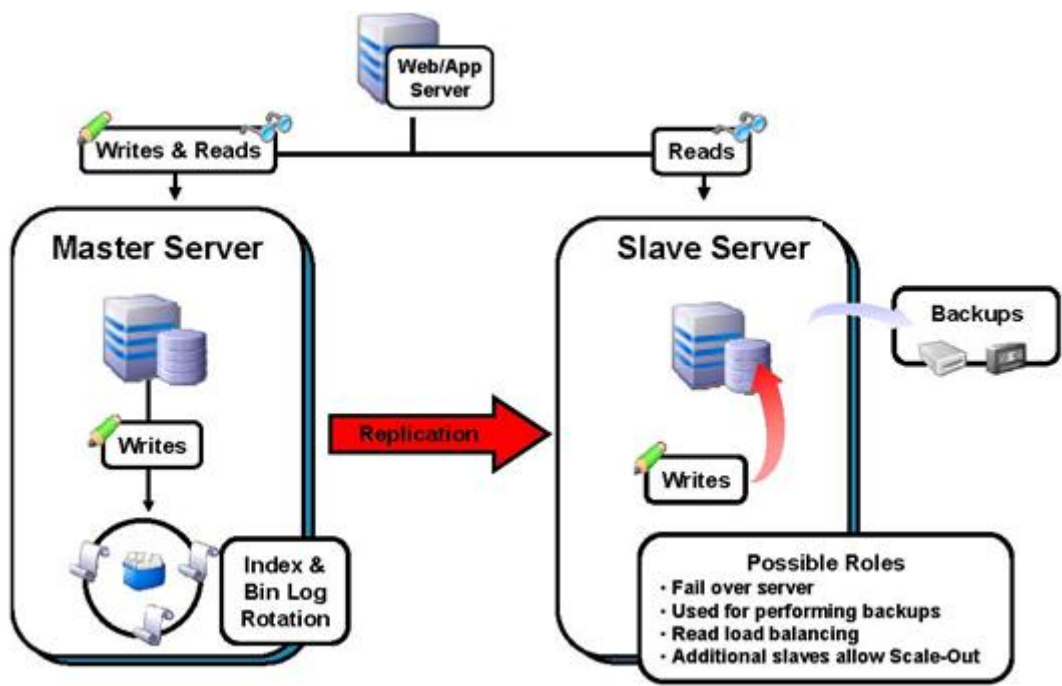 Web/App
Server
Writes & Reads
Reads
Master Server
Slave Server
Backups
Writes
Replication
Writes
Index &
Bin Log
Rotation
Possible Roles
· Fail over server
· Used for performing backups
· Read load balancing
· Additional slaves allow Scale-Out